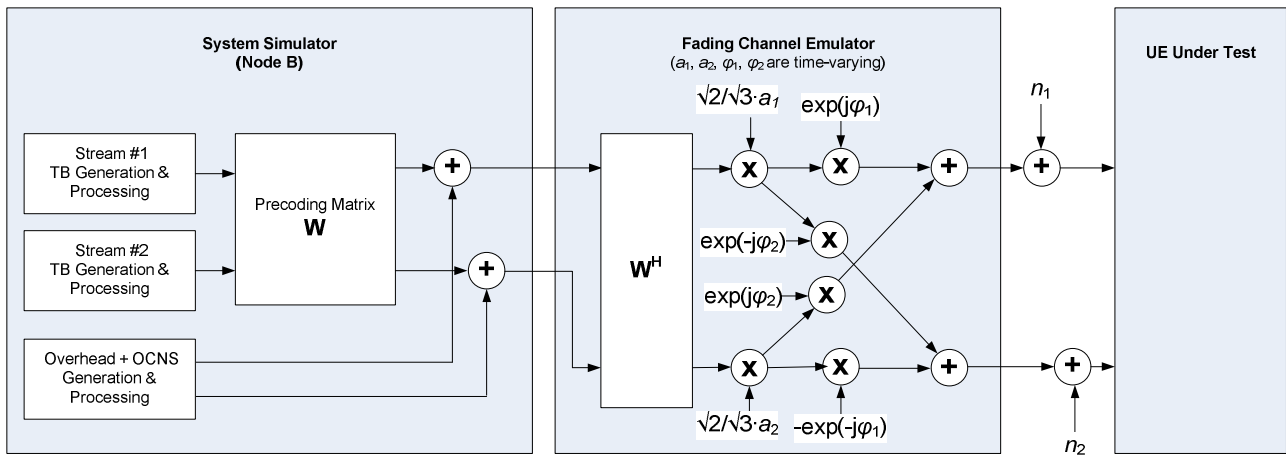 System Simulator
(Node B)
Stream #1
TB Generation &
Processing
Stream #2
TB Generation &
Processing
Overhead + OCNS
Generation &
Processing
Precoding Matrix
W
+
+
Fading Channel Emulator
(a₁, a₂, φ₁, φ₂ are time-varying)
W^H
√2/√3·a₁
exp(jφ₁)
x
x
+
exp(-jφ₂)
x
exp(jφ₂)
x
x
x
+
√2/√3·a₂
-exp(-jφ₁)
n₁
+
+
n₂
UE Under Test